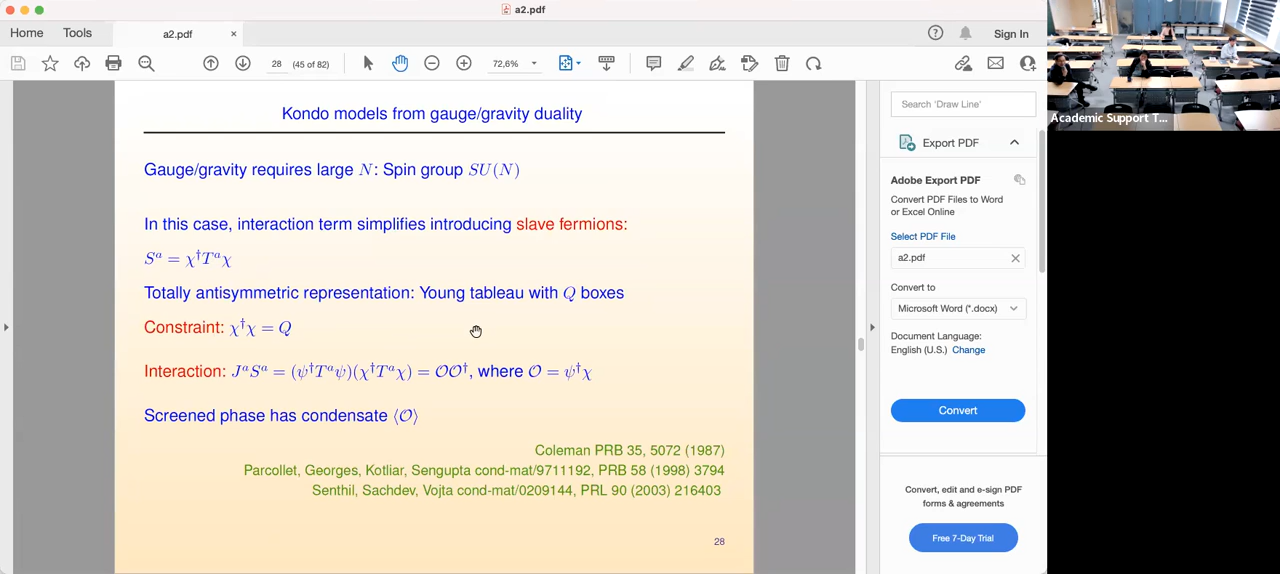 a2.pdf
Home Tools a2.pdf × Sign In
28 (45 of 82) 72,6%
Kondo models from gauge/gravity duality
Gauge/gravity requires large N: Spin group SU(N)
In this case, interaction term simplifies introducing slave fermions:
Sᵃ = χ†Tᵃχ
Totally antisymmetric representation: Young tableau with Q boxes
Constraint: χ†χ = Q
Interaction: JᵃSᵃ = (ψ†Tᵃψ)(χ†Tᵃχ) = 𝒪𝒪†, where 𝒪 = ψ†χ
Screened phase has condensate ⟨𝒪⟩
Coleman PRB 35, 5072 (1987)
Parcollet, Georges, Kotliar, Sengupta cond-mat/9711192, PRB 58 (1998) 3794
Senthil, Sachdev, Vojta cond-mat/0209144, PRL 90 (2003) 216403
28
Search 'Draw Line'
Export PDF
Adobe Export PDF
Convert PDF Files to Word
or Excel Online
Select PDF File
a2.pdf
Convert to
Microsoft Word (*.docx)
Document Language:
English (U.S.) Change
Convert
Convert, edit and e-sign PDF
forms & agreements
Free 7-Day Trial
Academic Support T...